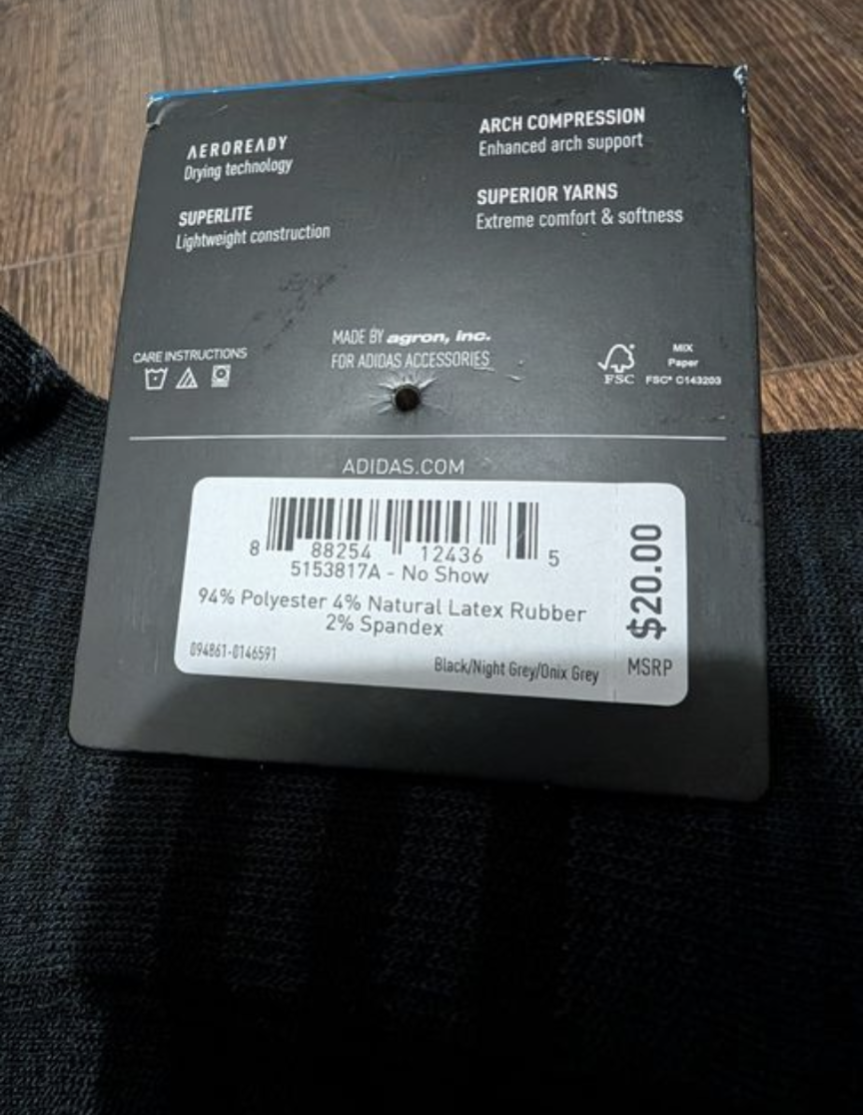 AEROREADY
Drying technology
SUPERLITE
Lightweight construction
ARCH COMPRESSION
Enhanced arch support
SUPERIOR YARNS
Extreme comfort & softness
CARE INSTRUCTIONS
MADE BY agron, inc.
FOR ADIDAS ACCESSORIES
FSC
MIX
Paper
FSC® C143203
ADIDAS.COM
8 88254 12436 5
5153817A - No Show
94% Polyester 4% Natural Latex Rubber
2% Spandex
094861-0146591
Black/Night Grey/Onix Grey
$20.00
MSRP